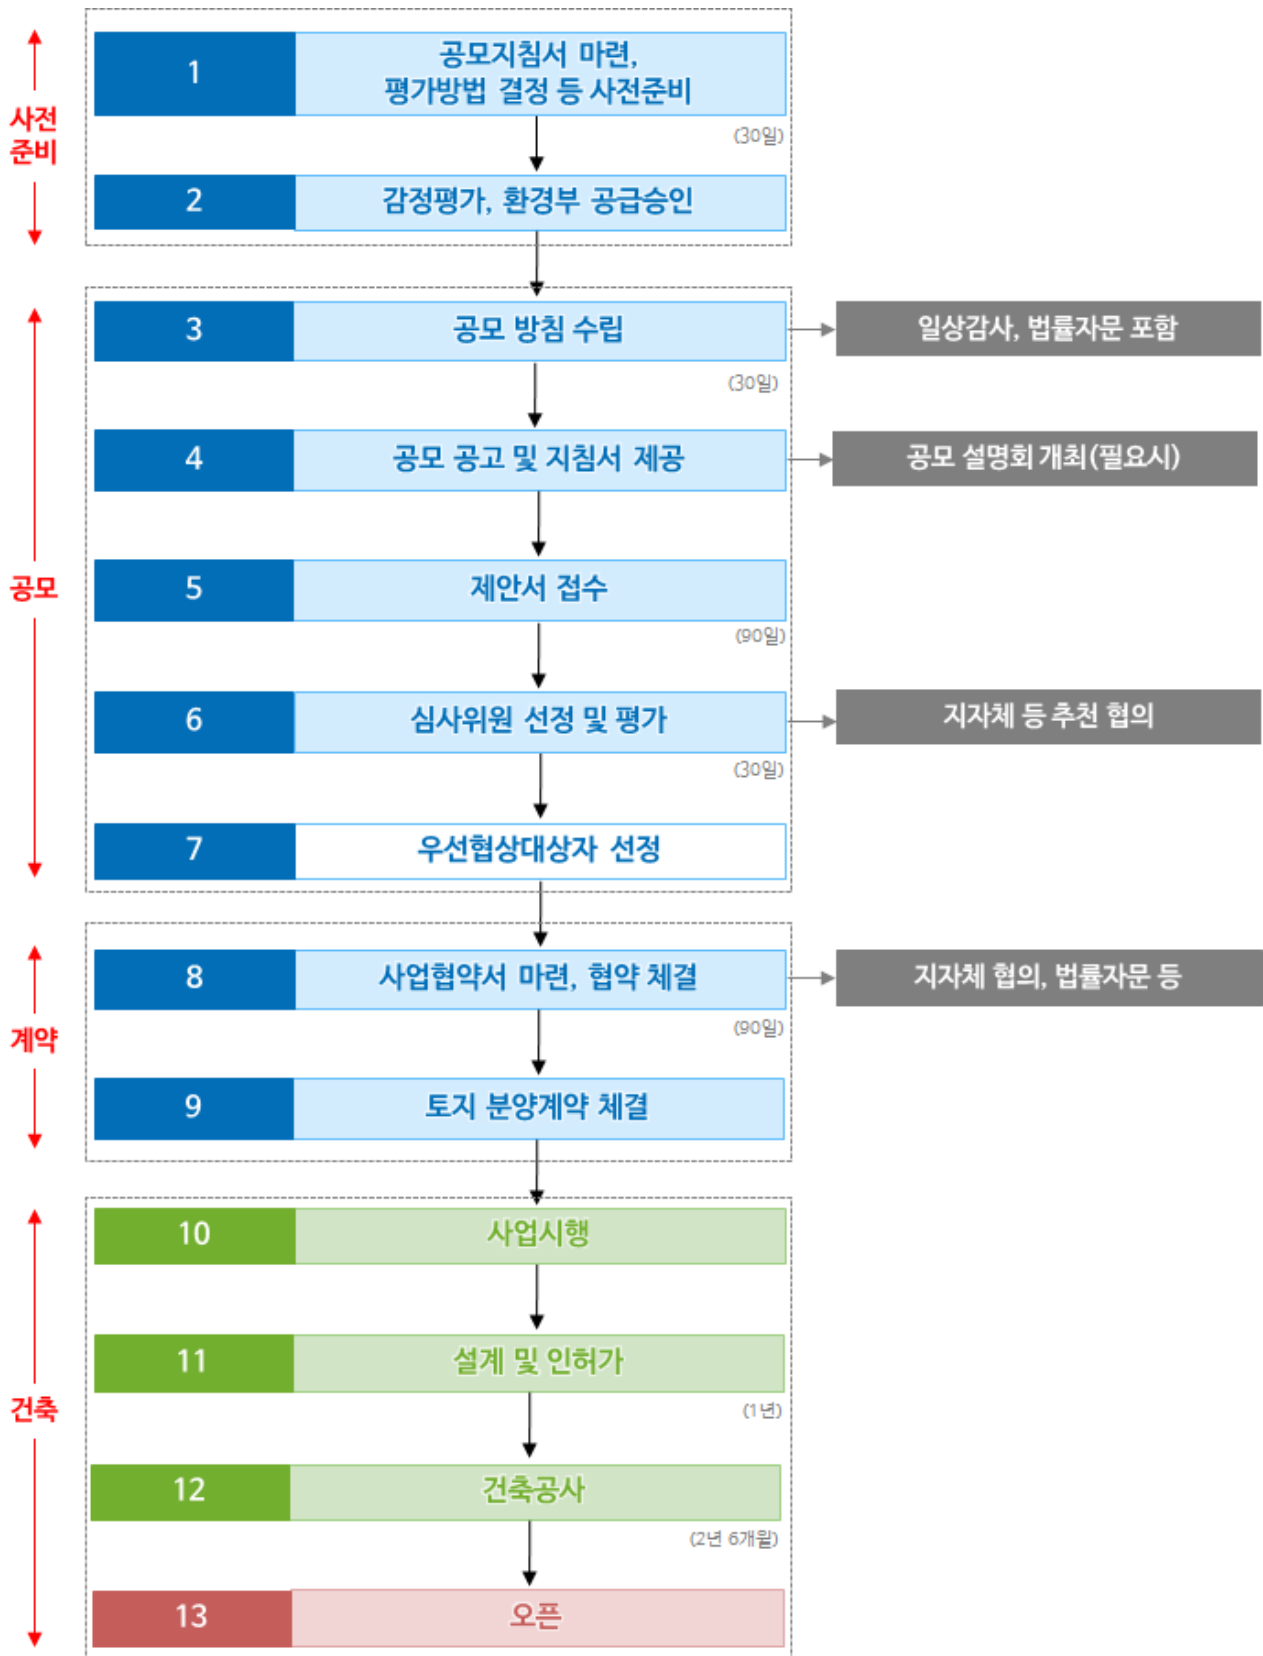 사전
준비
1
공모지침서 마련,
평가방법 결정 등 사전준비
(30일)
2
감정평가, 환경부 공급승인
공모
3
공모 방침 수립
일상감사, 법률자문 포함
(30일)
4
공모 공고 및 지침서 제공
공모 설명회 개최(필요시)
5
제안서 접수
(90일)
6
심사위원 선정 및 평가
지자체 등 추천 협의
(30일)
7
우선협상대상자 선정
계약
8
사업협약서 마련, 협약 체결
지자체 협의, 법률자문 등
(90일)
9
토지 분양계약 체결
건축
10
사업시행
11
설계 및 인허가
(1년)
12
건축공사
(2년 6개월)
13
오픈